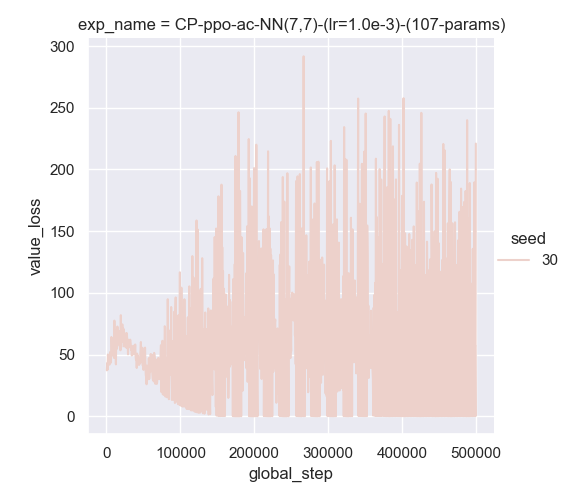 exp_name = CP-ppo-ac-NN(7,7)-(lr=1.0e-3)-(107-params)
300
250
200
150
100
50
0
value_loss
0 100000 200000 300000 400000 500000
global_step
seed
30